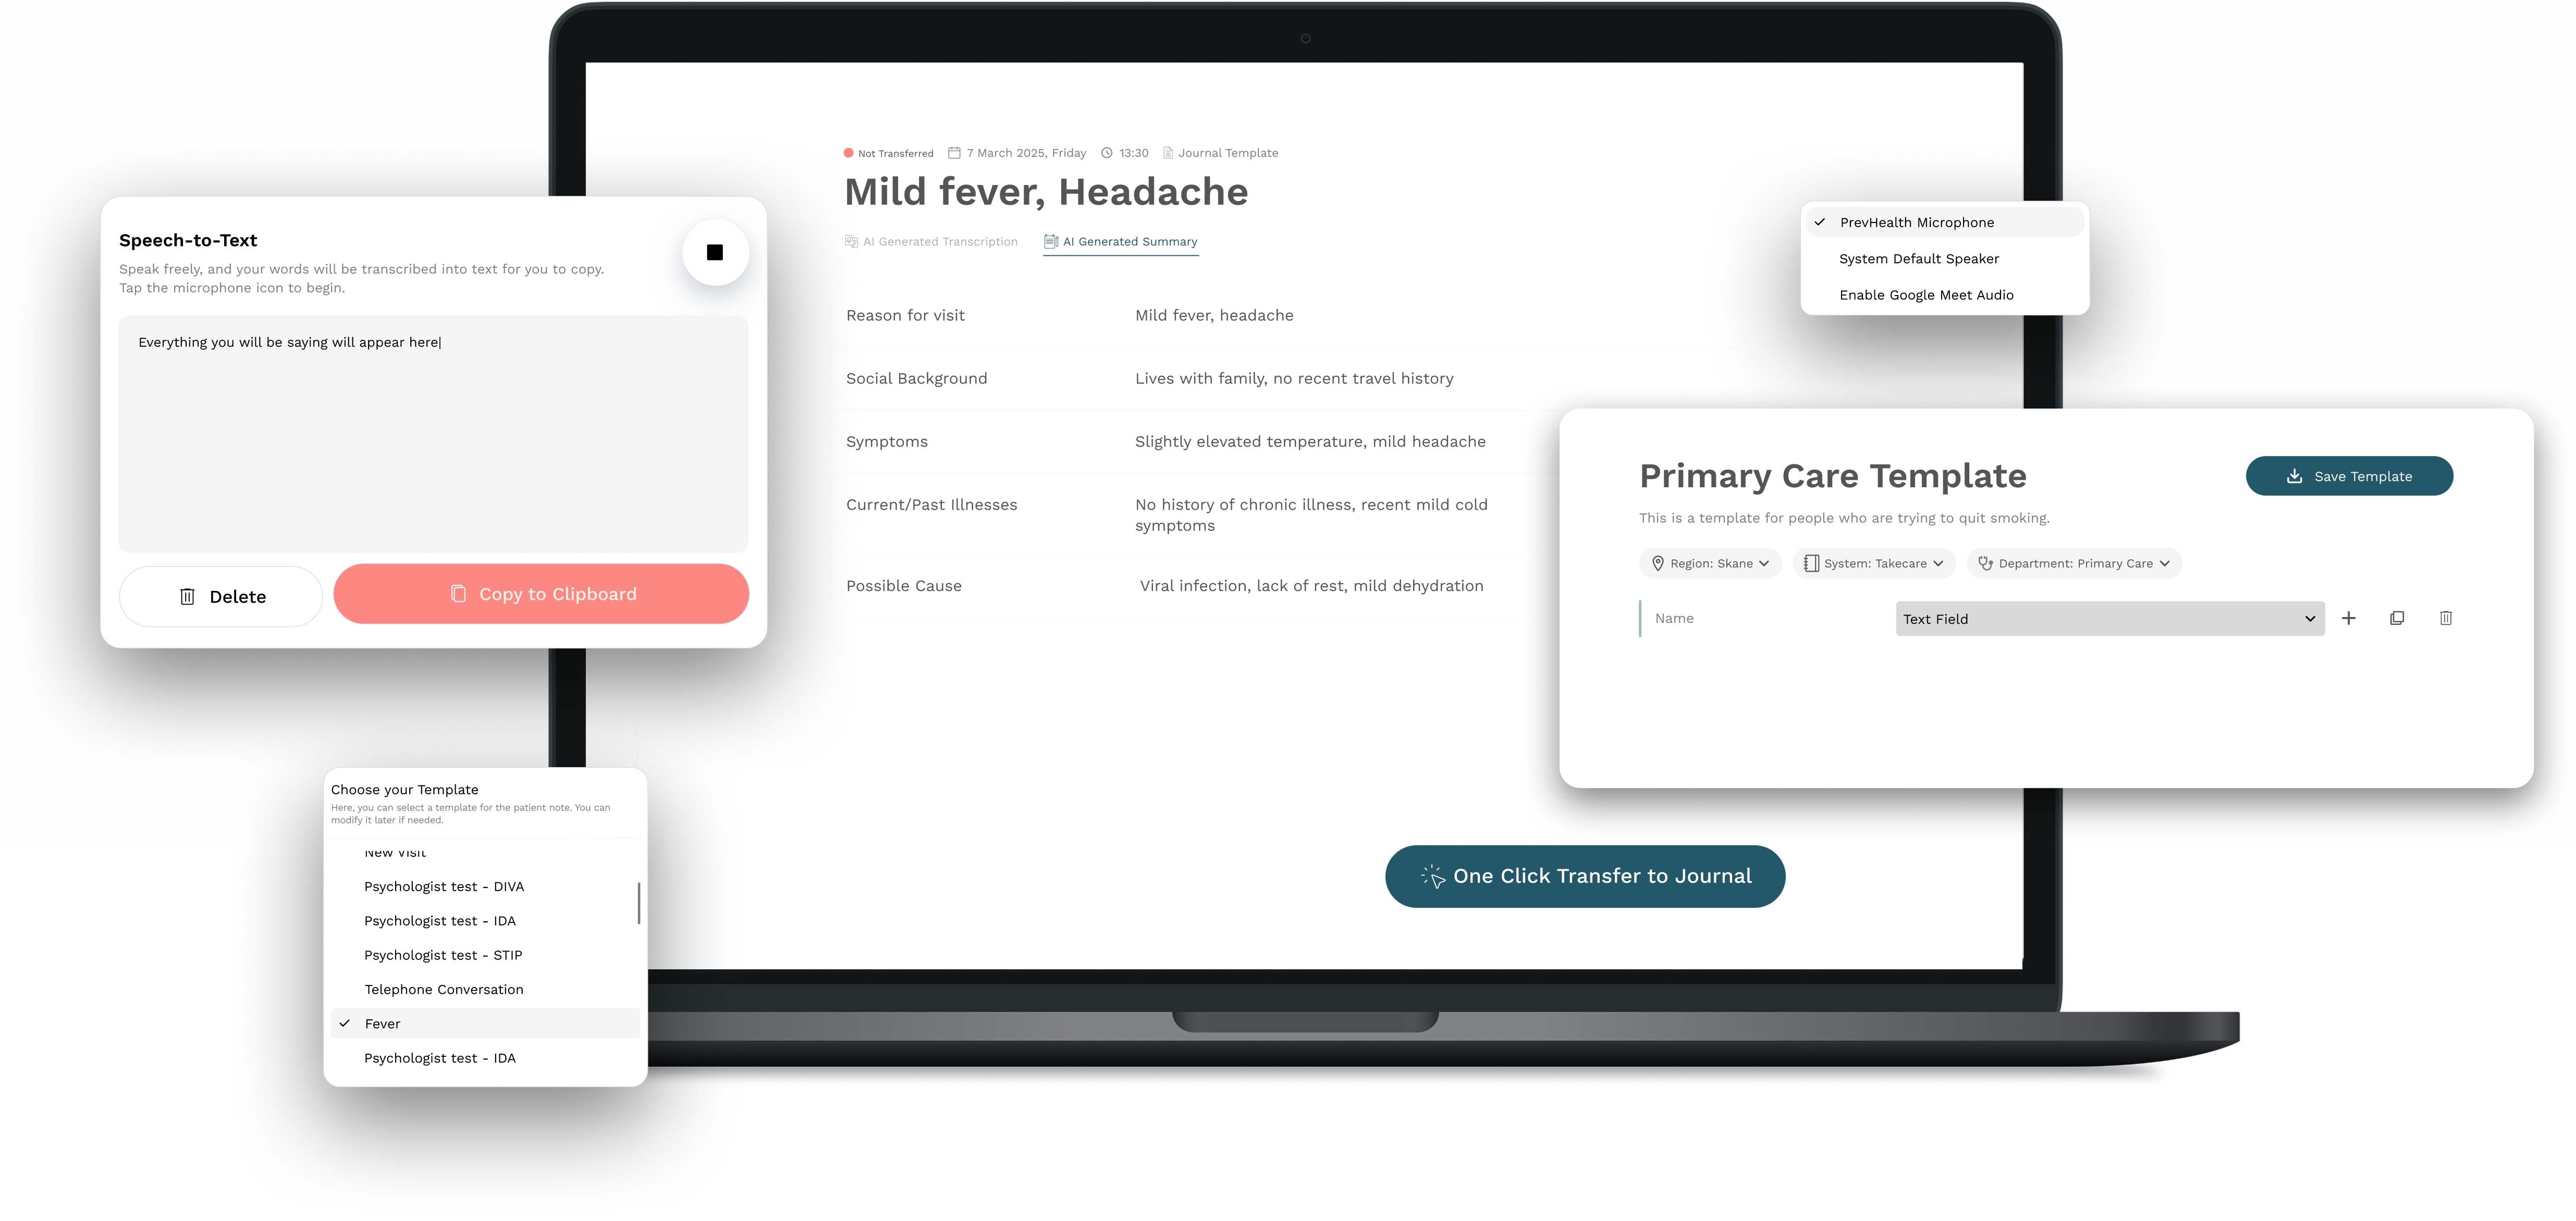 Not Transferred 7 March 2025, Friday 13:30 Journal Template
Mild fever, Headache
AI Generated Transcription AI Generated Summary
Reason for visit Mild fever, headache
Social Background Lives with family, no recent travel history
Symptoms Slightly elevated temperature, mild headache
Current/Past Illnesses No history of chronic illness, recent mild cold
symptoms
Possible Cause Viral infection, lack of rest, mild dehydration
One Click Transfer to Journal
Speech-to-Text
Speak freely, and your words will be transcribed into text for you to copy.
Tap the microphone icon to begin.
Everything you will be saying will appear here
Delete Copy to Clipboard
Choose your Template
Here, you can select a template for the patient note. You can
modify it later if needed.
New Visit
Psychologist test - DIVA
Psychologist test - IDA
Psychologist test - STIP
Telephone Conversation
Fever
Psychologist test - IDA
PrevHealth Microphone
System Default Speaker
Enable Google Meet Audio
Primary Care Template Save Template
This is a template for people who are trying to quit smoking.
Region: Skane System: Takecare Department: Primary Care
Name Text Field